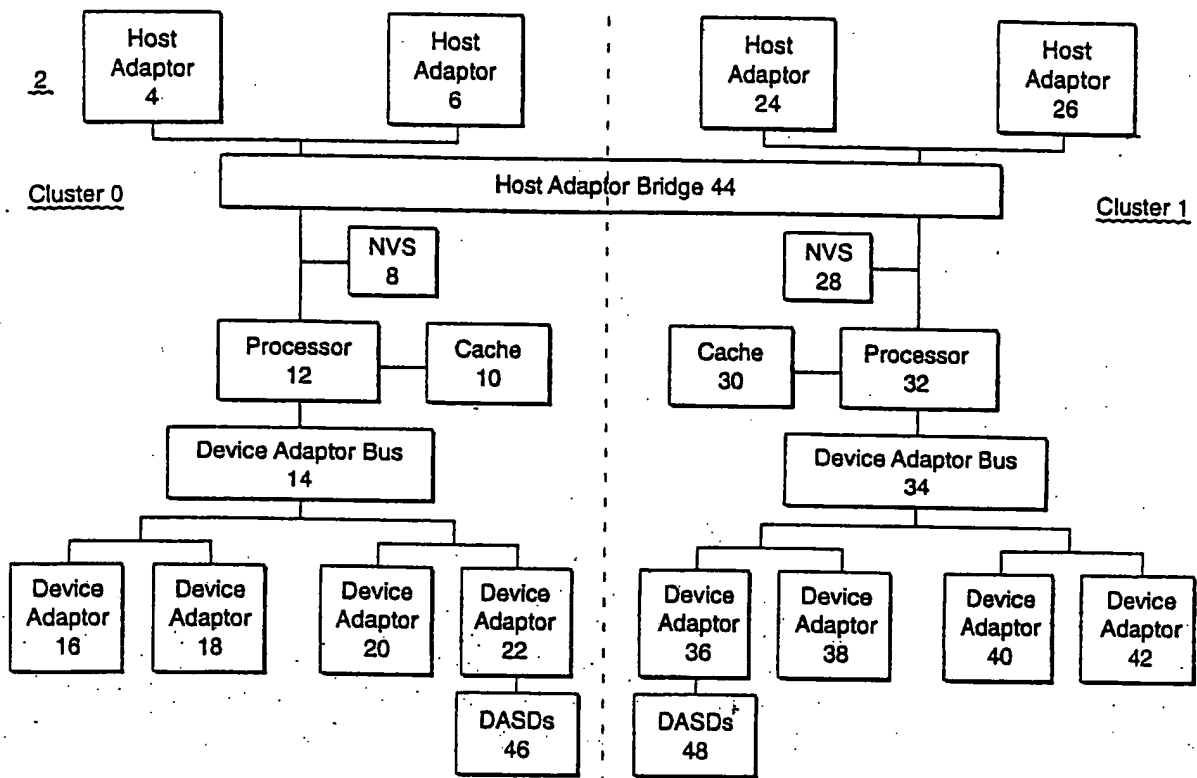 Host
Adaptor
4
Host
Adaptor
6
Host
Adaptor
24
Host
Adaptor
26
2
Host Adaptor Bridge 44
Cluster 0
Cluster 1
NVS
8
NVS
28
Processor
12
Cache
10
Cache
30
Processor
32
Device Adaptor Bus
14
Device Adaptor Bus
34
Device
Adaptor
16
Device
Adaptor
18
Device
Adaptor
20
Device
Adaptor
22
Device
Adaptor
36
Device
Adaptor
38
Device
Adaptor
40
Device
Adaptor
42
DASDs
46
DASDs
48